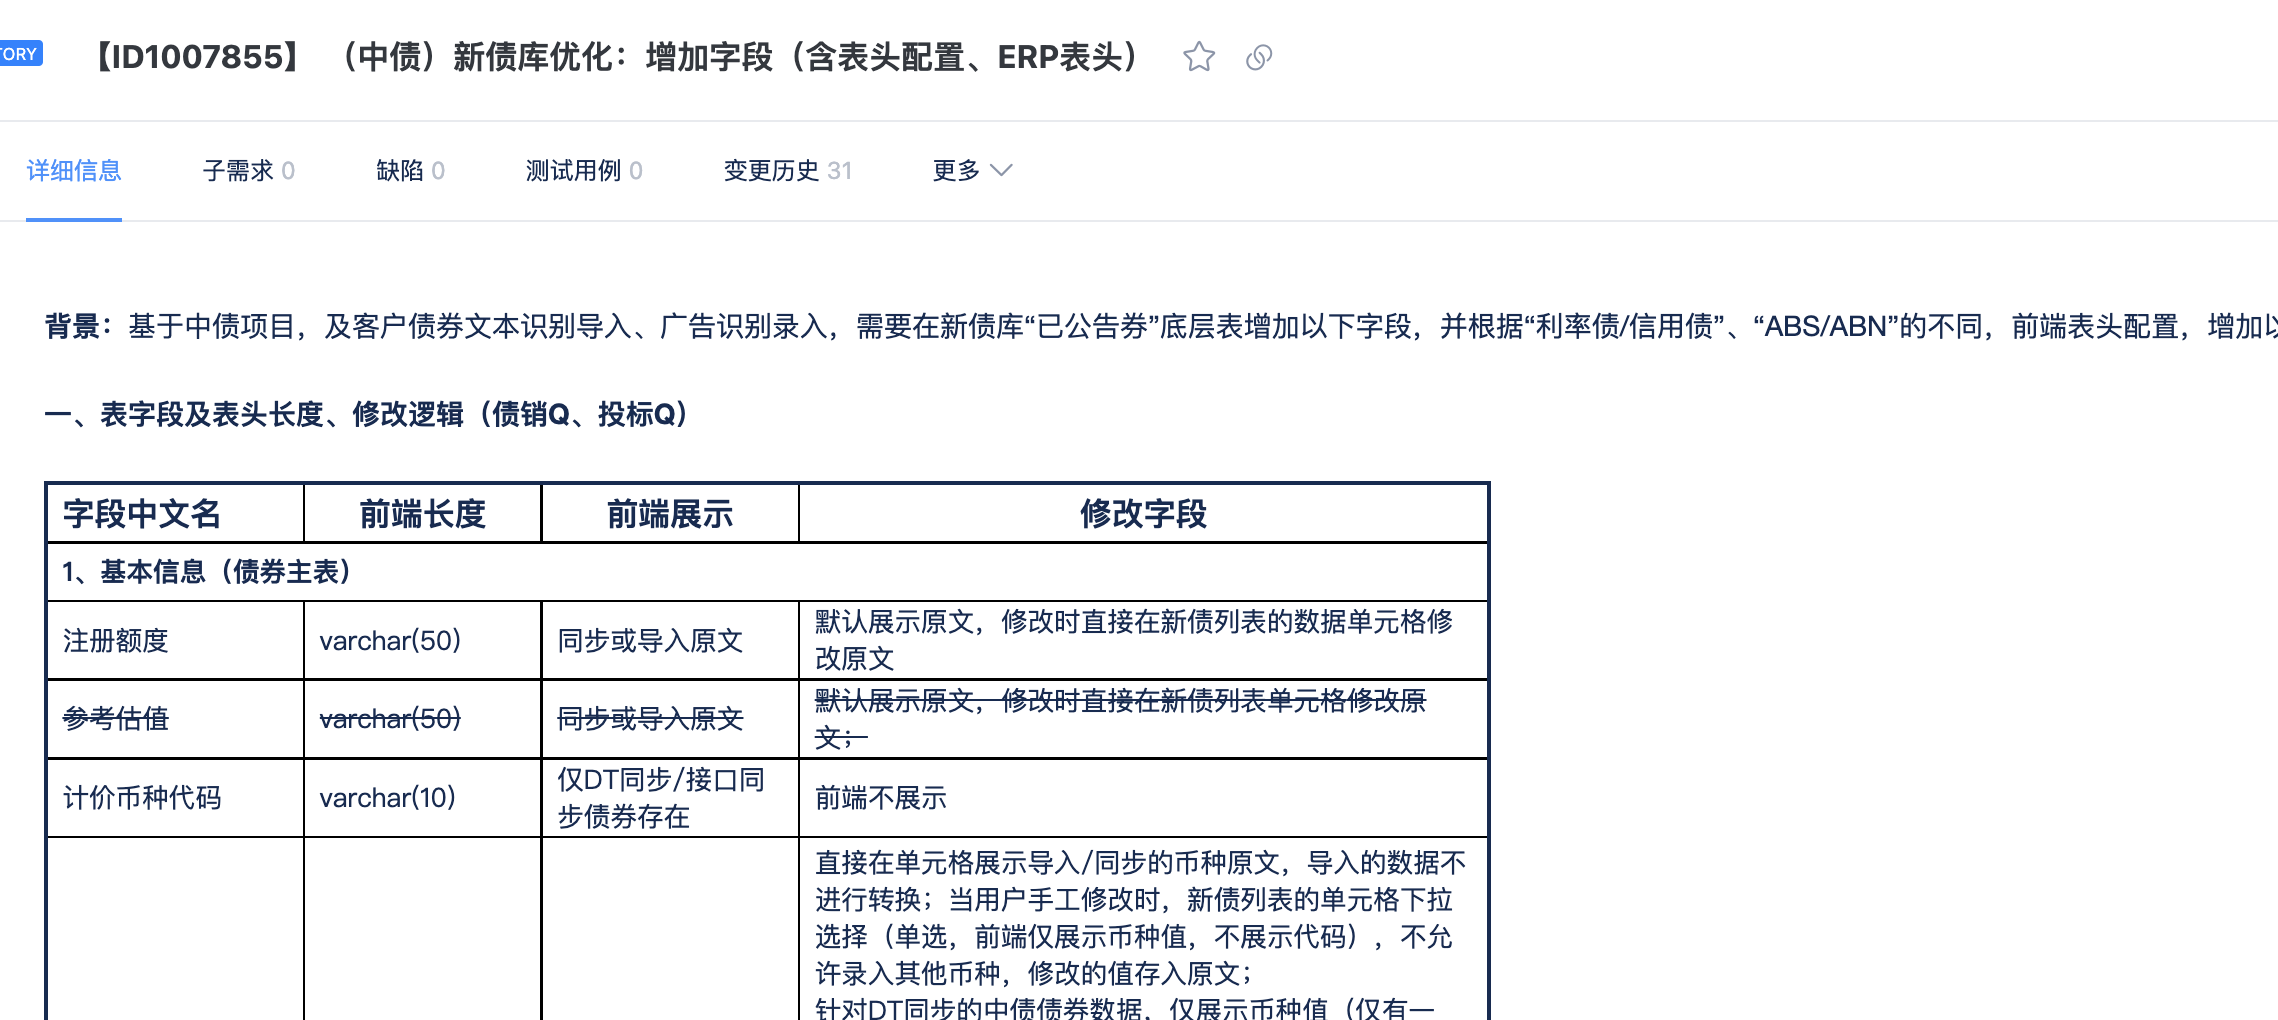 TORY
【ID1007855】（中债）新债库优化：增加字段（含表头配置、ERP表头）
详细信息 子需求 0 缺陷 0 测试用例 0 变更历史 31 更多
背景：基于中债项目，及客户债券文本识别导入、广告识别录入，需要在新债库“已公告券”底层表增加以下字段，并根据“利率债/信用债”、“ABS/ABN”的不同，前端表头配置，增加以
一、表字段及表头长度、修改逻辑（债销Q、投标Q）
字段中文名 前端长度 前端展示 修改字段
1、基本信息（债券主表）
注册额度 varchar(50) 同步或导入原文 默认展示原文，修改时直接在新债列表的数据单元格修
改原文
参考估值 varchar(50) 同步或导入原文 默认展示原文，修改时直接在新债列表单元格修改原
文；
计价币种代码 varchar(10) 仅DT同步/接口同
步债券存在 前端不展示
直接在单元格展示导入/同步的币种原文，导入的数据不
进行转换；当用户手工修改时，新债列表的单元格下拉
选择（单选，前端仅展示币种值，不展示代码），不允
许录入其他币种，修改的值存入原文；
针对DT同步的中债债券数据，仅展示币种值（仅有一